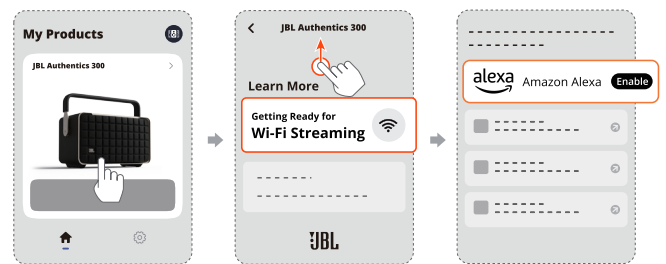 My Products
JBL Authentics 300
JBL
JBL Authentics 300
Learn More
Getting Ready for
Wi-Fi Streaming
JBL
alexa
Amazon Alexa
Enable